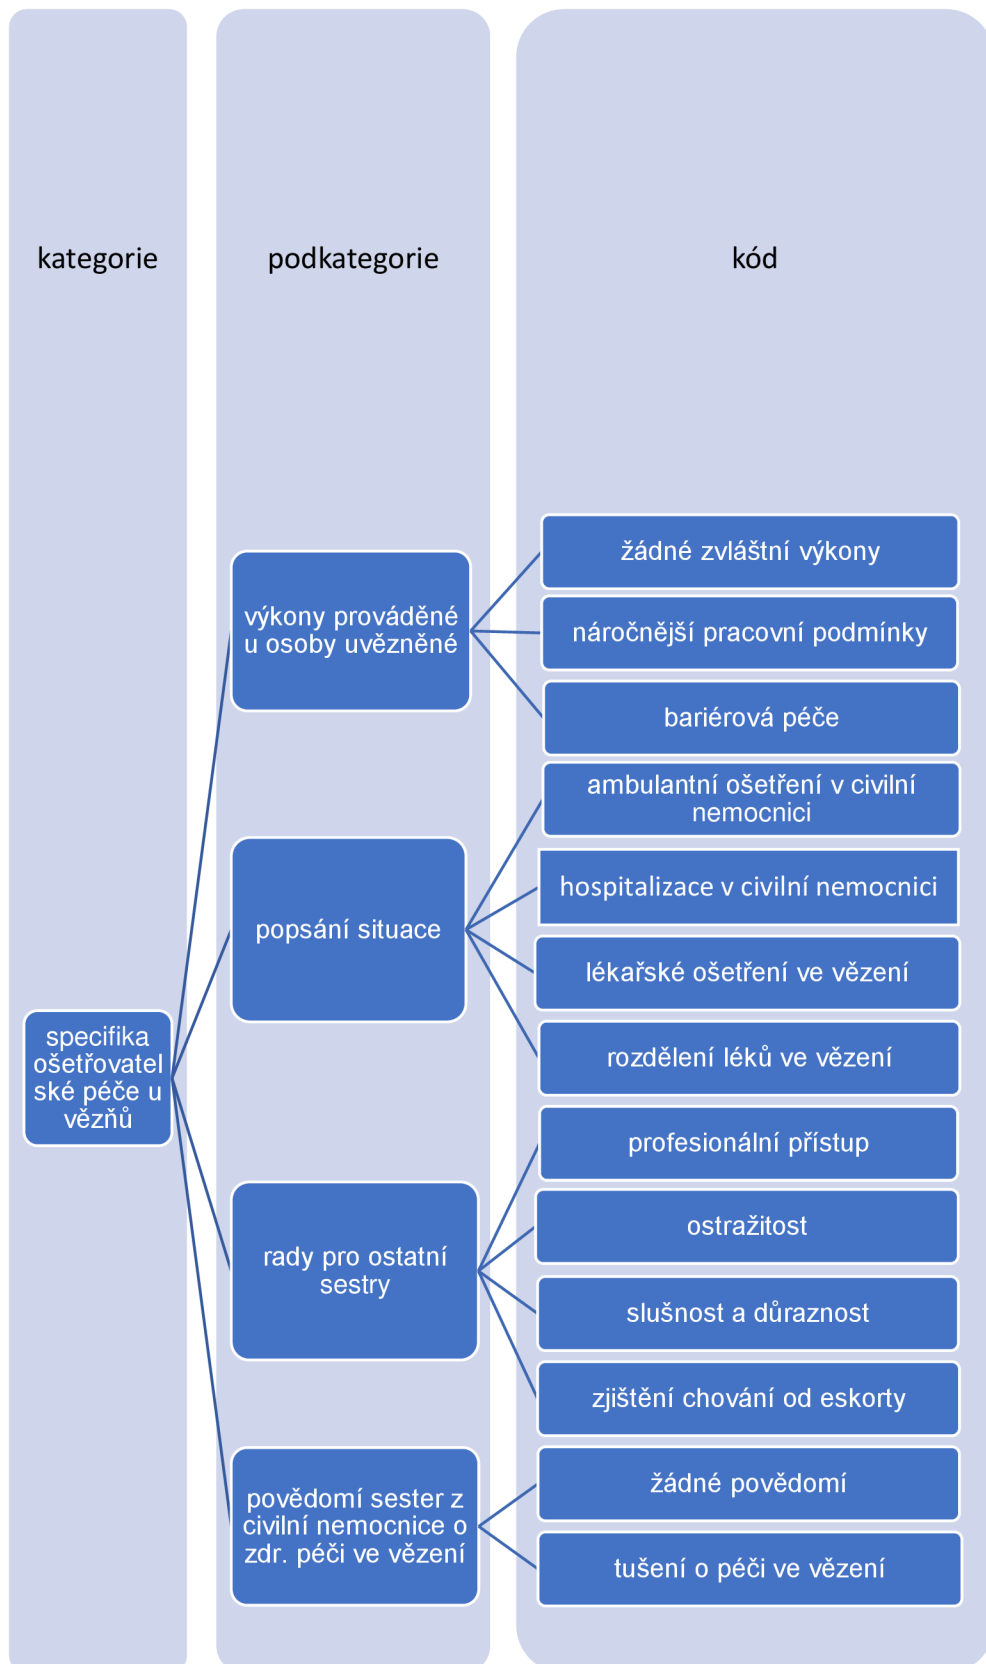 kategorie
podkategorie
kód
specifika
ošetřovatel
ské péče u
vězňů
výkony prováděné
u osoby uvězněné
žádné zvláštní výkony
náročnější pracovní podmínky
bariérová péče
popsání situace
ambulantní ošetření v civilní
nemocnici
hospitalizace v civilní nemocnici
lékařské ošetření ve vězení
rozdělení léků ve vězení
rady pro ostatní
sestry
profesionální přístup
ostražitost
slušnost a důraznost
zjištění chování od eskorty
povědomí sester z
civilní nemocnice o
zdr. péči ve vězení
žádné povědomí
tušení o péči ve vězení